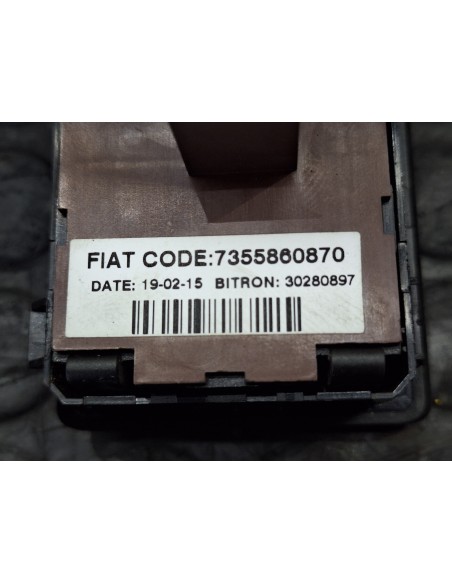 FIAT CODE:7355860870
DATE: 19-02-15 BITRON: 30280897